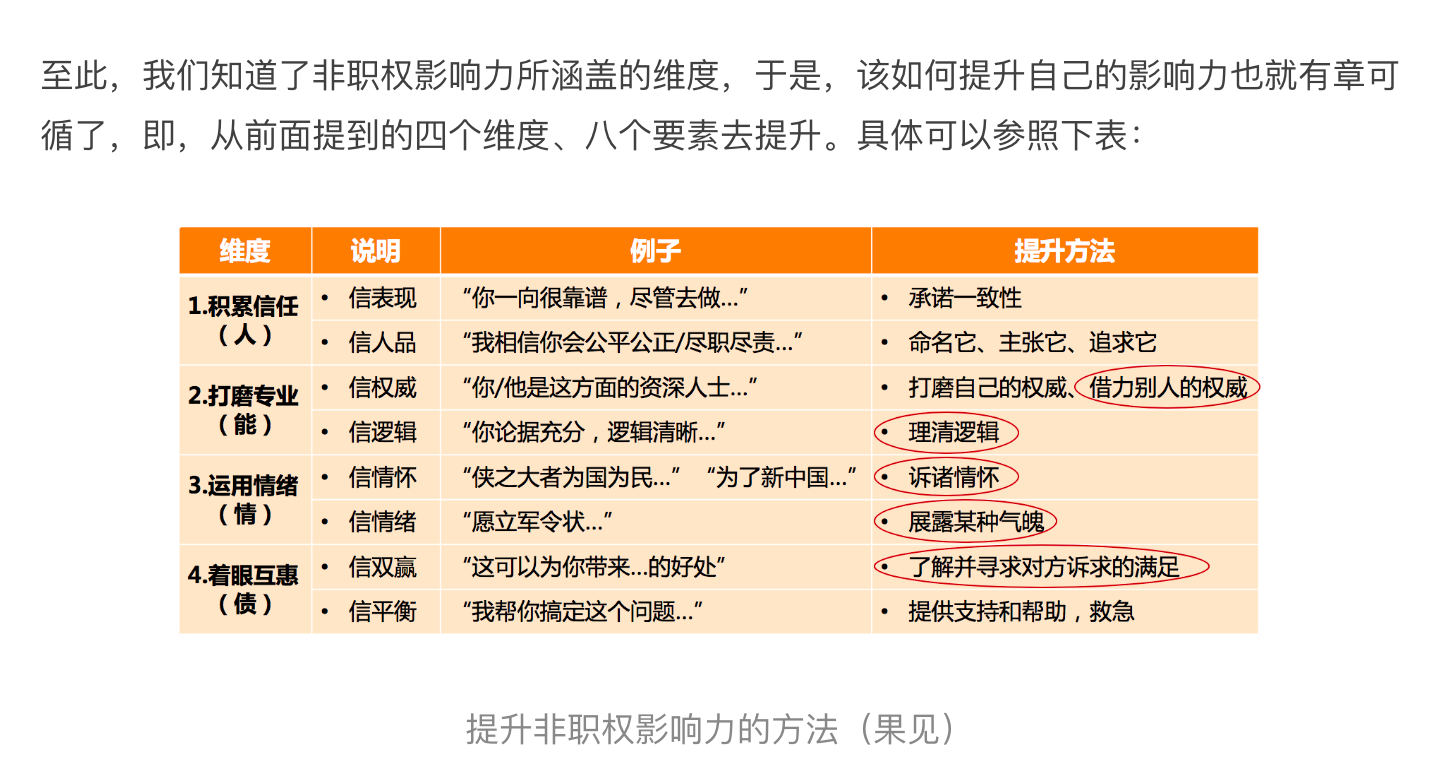 至此，我们知道了非职权影响力所涵盖的维度，于是，该如何提升自己的影响力也就有章可
循了，即，从前面提到的四个维度、八个要素去提升。具体可以参照下表：
维度 说明 例子 提升方法
1.积累信任
（人）
• 信表现 “你一向很靠谱，尽管去做…” • 承诺一致性
• 信人品 “我相信你会公平公正/尽职尽责…” • 命名它、主张它、追求它
2.打磨专业
（能）
• 信权威 “你/他是这方面的资深人士…” • 打磨自己的权威、借力别人的权威
• 信逻辑 “你论据充分，逻辑清晰…” • 理清逻辑
3.运用情绪
（情）
• 信情怀 “侠之大者为国为民…” “为了新中国…” • 诉诸情怀
• 信情绪 “愿立军令状…” • 展露某种气魄
4.着眼互惠
（债）
• 信双赢 “这可以为你带来…的好处” • 了解并寻求对方诉求的满足
• 信平衡 “我帮你搞定这个问题…” • 提供支持和帮助，救急
提升非职权影响力的方法（果见）